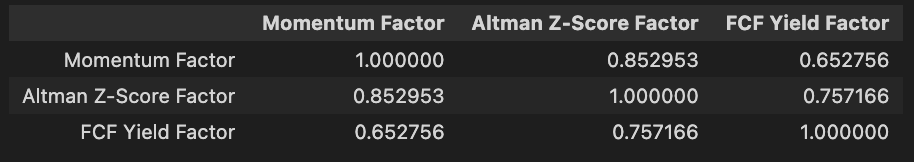 Momentum Factor Altman Z-Score Factor FCF Yield Factor
Momentum Factor 1.000000 0.852953 0.652756
Altman Z-Score Factor 0.852953 1.000000 0.757166
FCF Yield Factor 0.652756 0.757166 1.000000